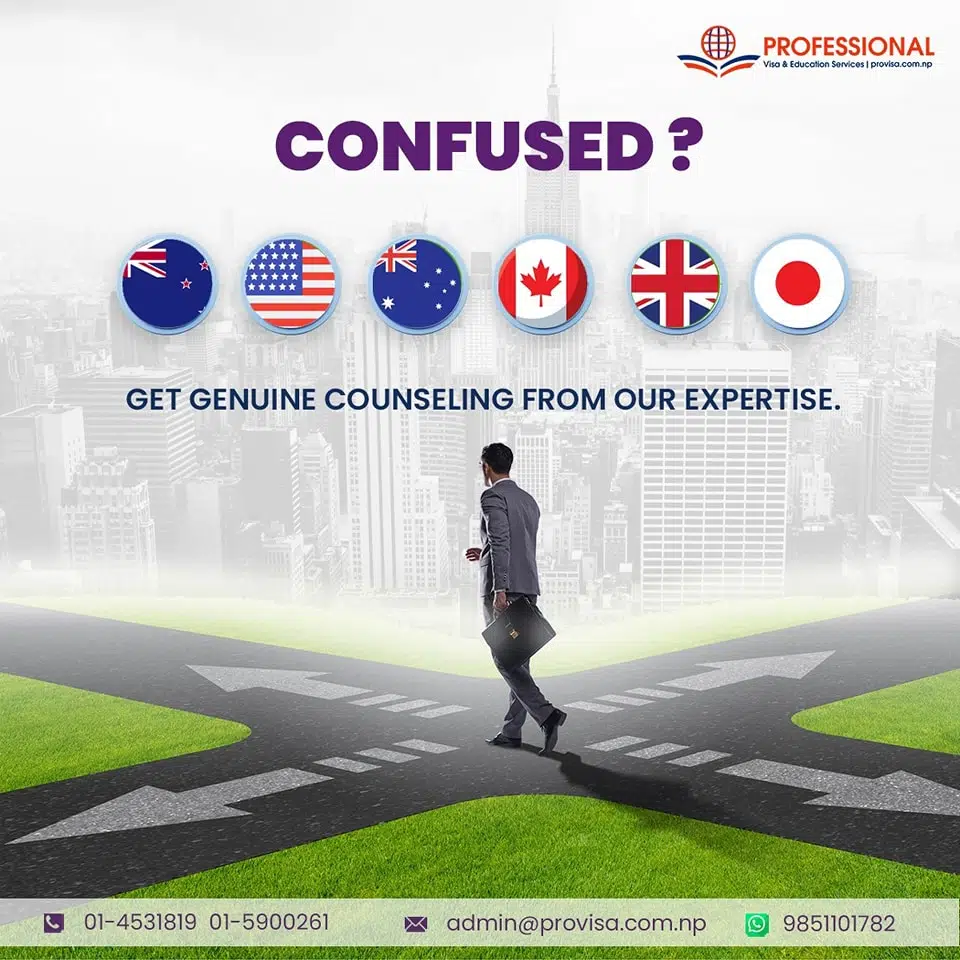 PROFESSIONAL
Visa & Education Services | provisa.com.np
CONFUSED ?
GET GENUINE COUNSELING FROM OUR EXPERTISE.
01-4531819 01-5900261 admin@provisa.com.np 9851101782